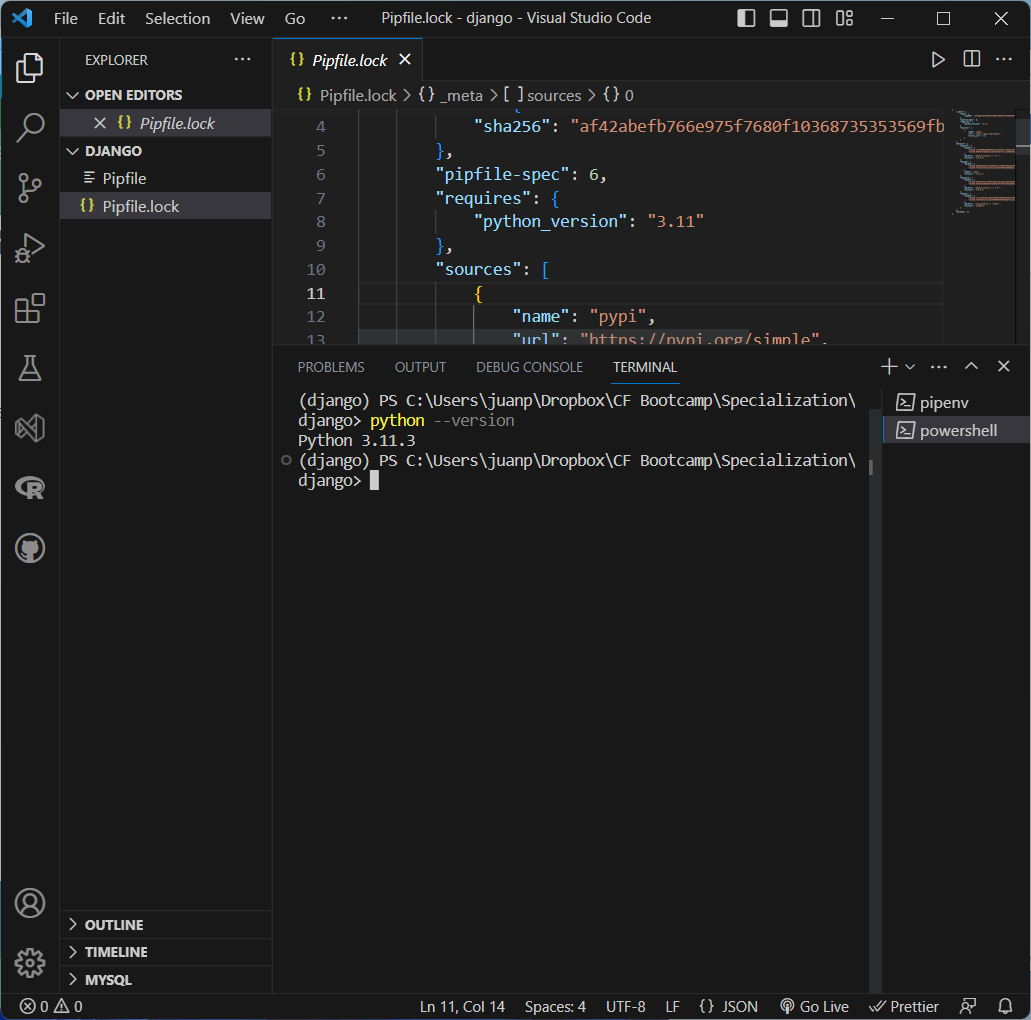 File Edit Selection View Go ··· Pipfile.lock - django - Visual Studio Code
EXPLORER ···
{} Pipfile.lock
{} Pipfile.lock > {} _meta > [ ] sources > {} 0
OPEN EDITORS
{} Pipfile.lock
DJANGO
Pipfile
{} Pipfile.lock
4 "sha256": "af42abefb766e975f7680f10368735353569fb
5 },
6 "pipfile-spec": 6,
7 "requires": {
8 "python_version": "3.11"
9 },
10 "sources": [
11 {
12 "name": "pypi",
13 "url": "https://pypi.org/simple",
PROBLEMS OUTPUT DEBUG CONSOLE TERMINAL
(django) PS C:\Users\juanp\Dropbox\CF Bootcamp\Specialization\
django> python --version
Python 3.11.3
(django) PS C:\Users\juanp\Dropbox\CF Bootcamp\Specialization\
django>
pipenv
powershell
OUTLINE
TIMELINE
MYSQL
0 0 Ln 11, Col 14 Spaces: 4 UTF-8 LF {} JSON Go Live Prettier